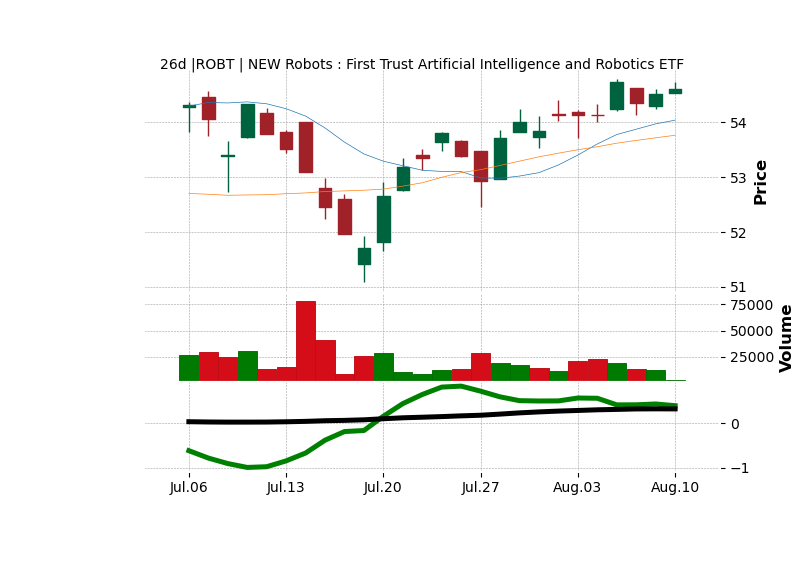 26d |ROBT | NEW Robots : First Trust Artificial Intelligence and Robotics ETF
54
53
52
51
Price
75000
50000
25000
Volume
0
−1
Jul.06 Jul.13 Jul.20 Jul.27 Aug.03 Aug.10